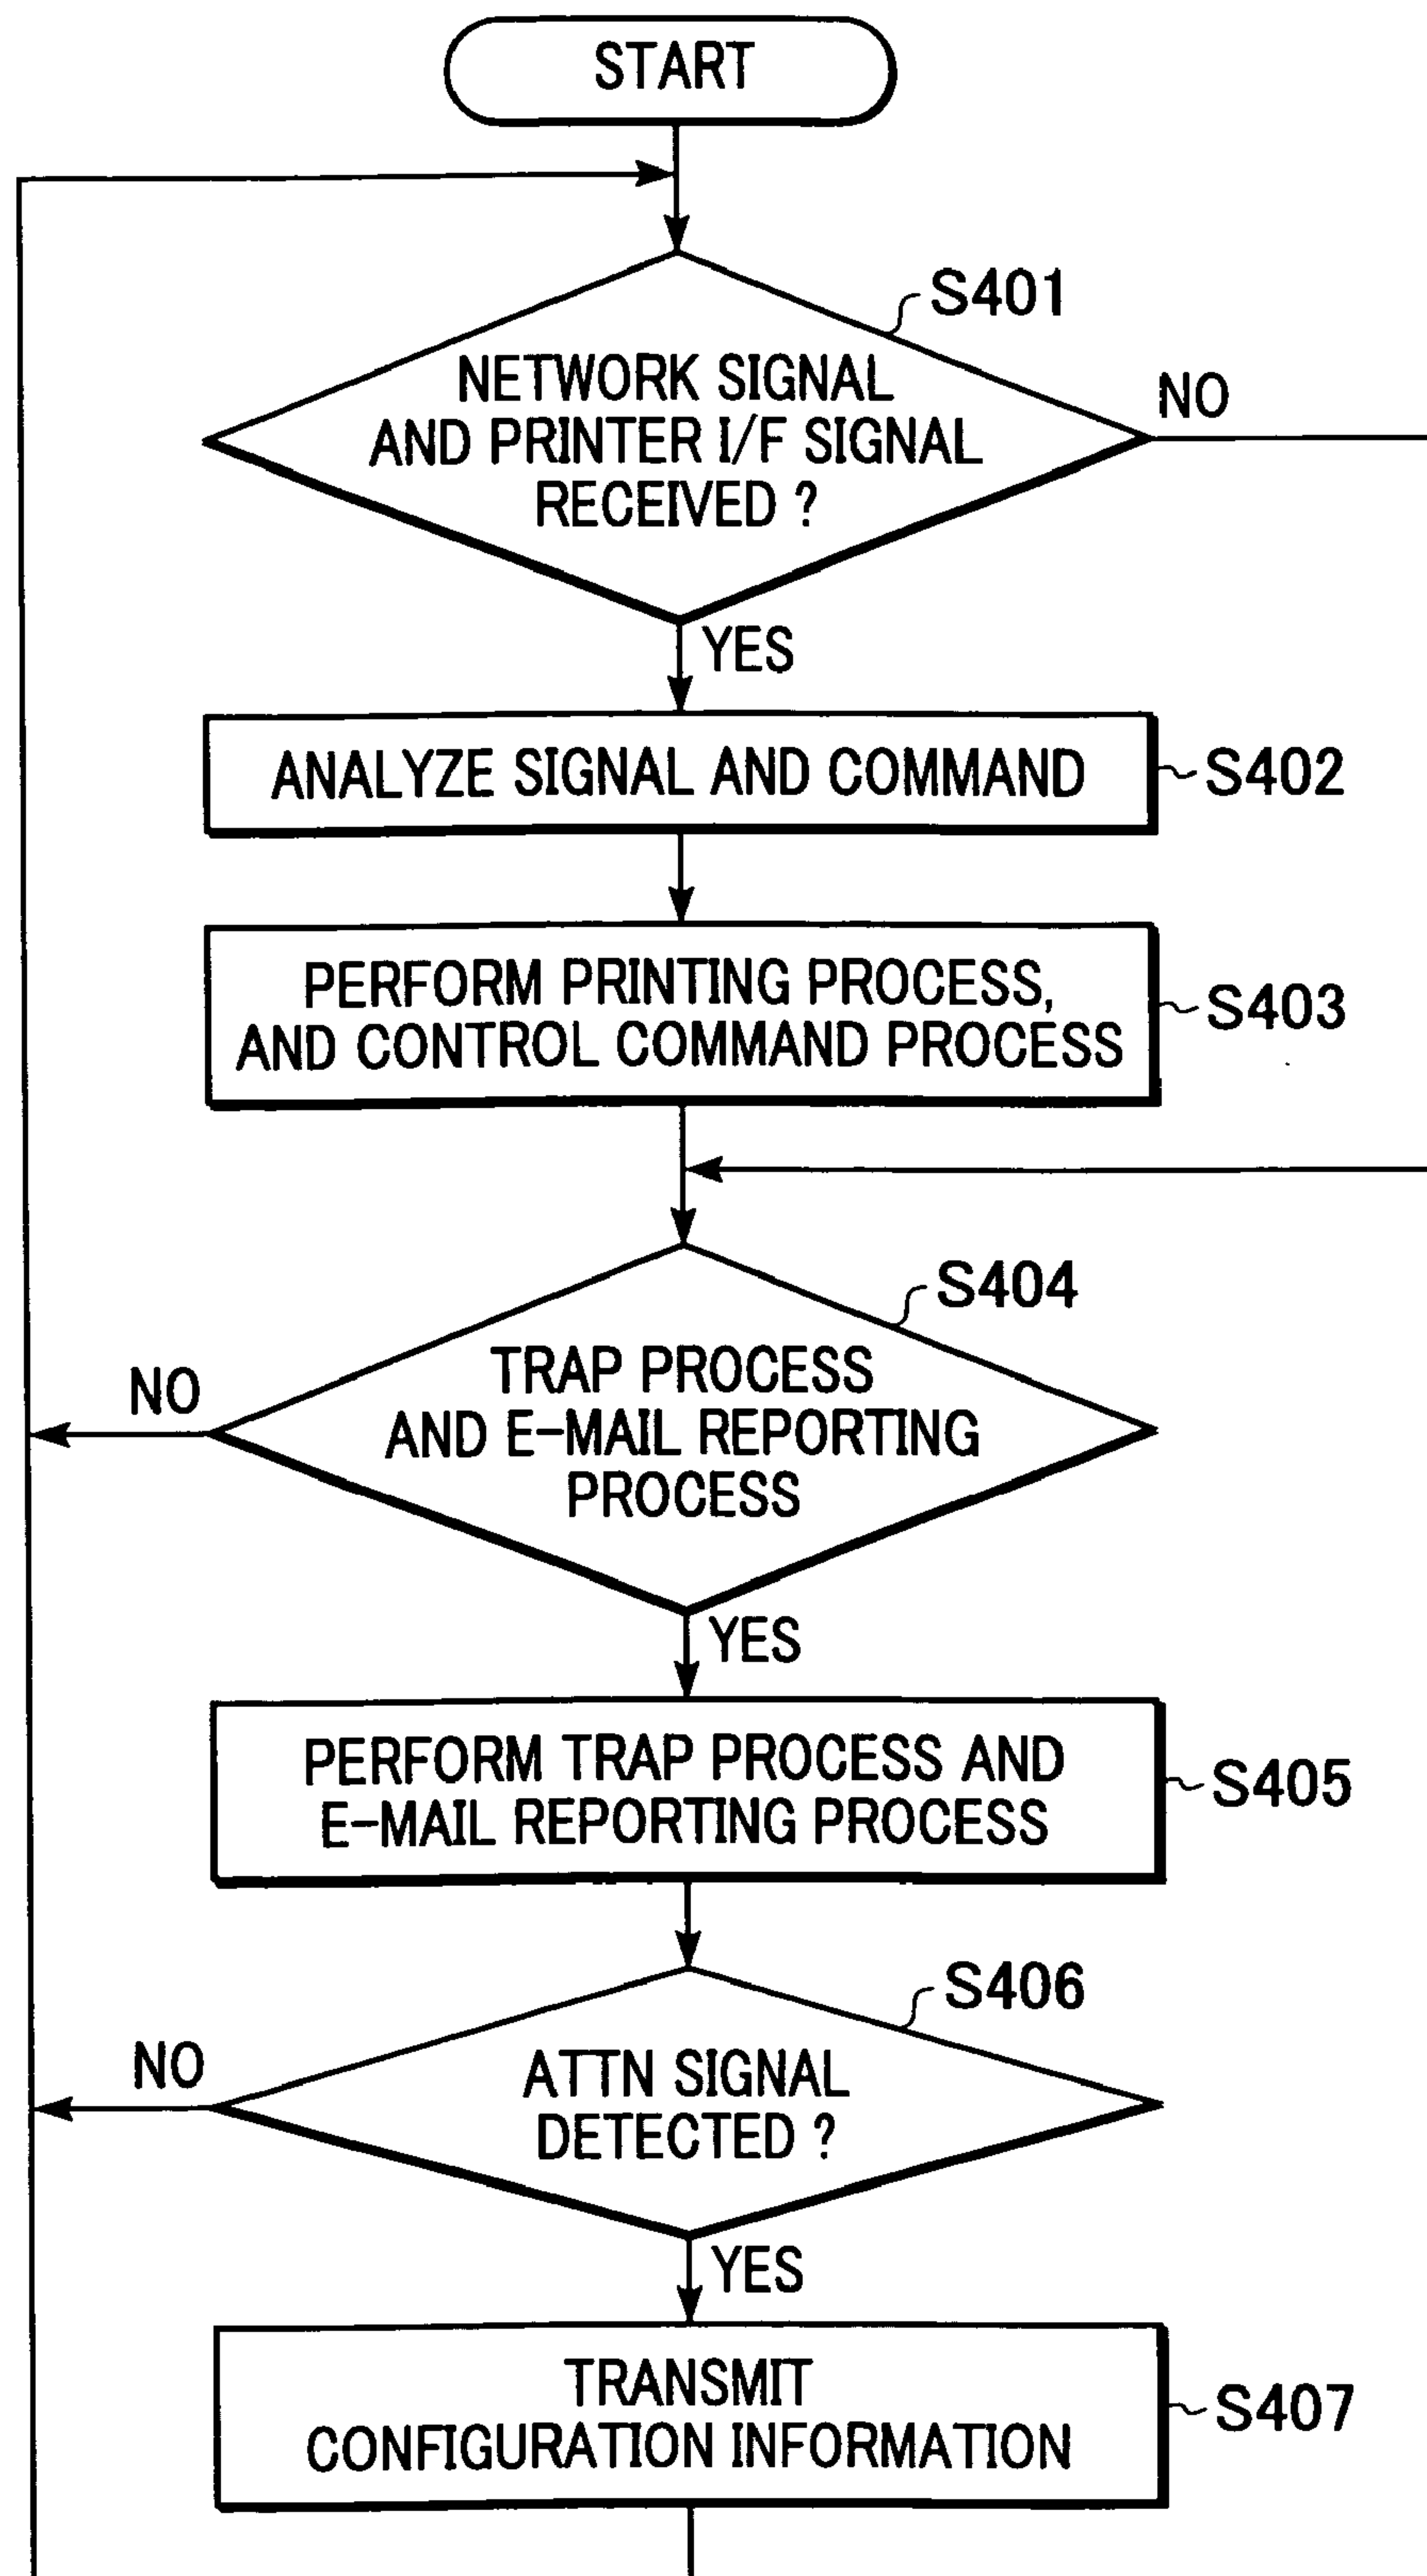 START
S401
NETWORK SIGNAL
AND PRINTER I/F SIGNAL
RECEIVED ?
NO
YES
ANALYZE SIGNAL AND COMMAND
S402
PERFORM PRINTING PROCESS,
AND CONTROL COMMAND PROCESS
S403
S404
TRAP PROCESS
AND E-MAIL REPORTING
PROCESS
NO
YES
PERFORM TRAP PROCESS AND
E-MAIL REPORTING PROCESS
S405
S406
ATTN SIGNAL
DETECTED ?
NO
YES
TRANSMIT
CONFIGURATION INFORMATION
S407